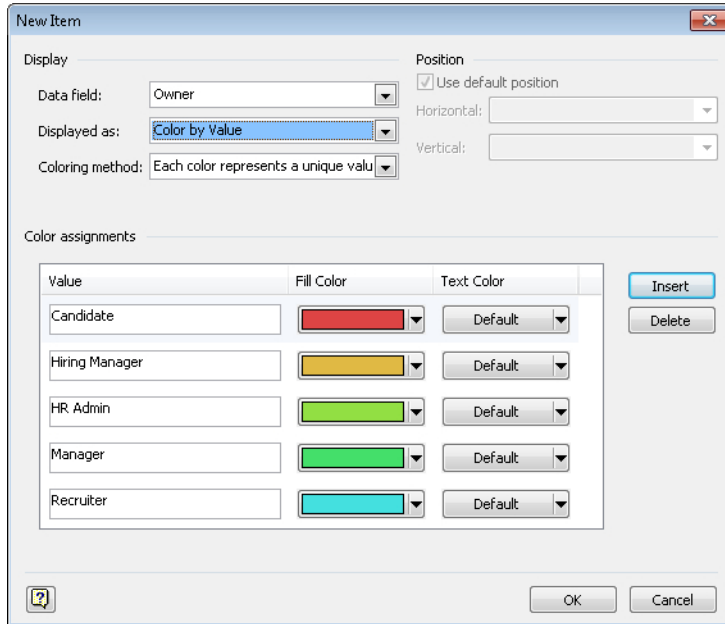 New Item
Display
Position
Data field:
Owner
Use default position
Displayed as:
Color by Value
Horizontal:
Coloring method:
Each color represents a unique valu
Vertical:
Color assignments
Value
Fill Color
Text Color
Insert
Candidate
Default
Delete
Hiring Manager
Default
HR Admin
Default
Manager
Default
Recruiter
Default
OK
Cancel